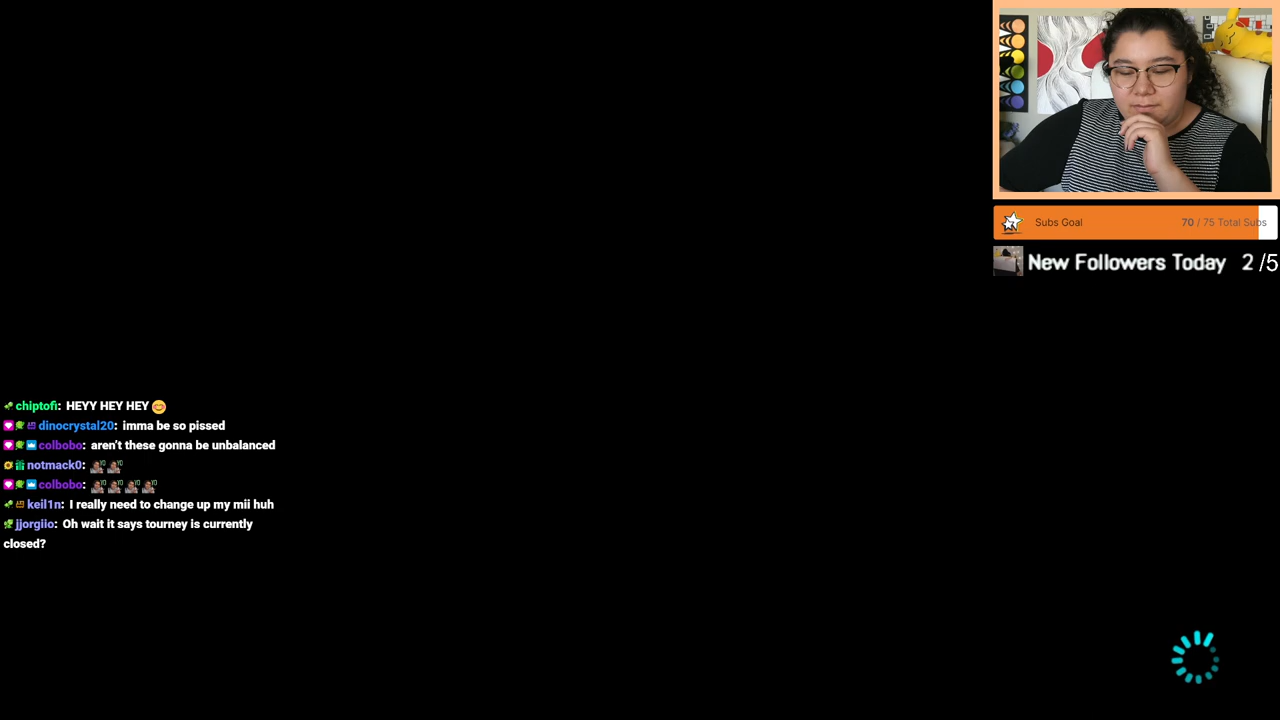 Subs Goal 70 / 75 Total Subs
New Followers Today 2 /5
chiptofi: HEYY HEY HEY
dinocrystal20: imma be so pissed
colbobo: aren't these gonna be unbalanced
notmack0:
colbobo:
keil1n: I really need to change up my mii huh
jjorgiio: Oh wait it says tourney is currently
closed?